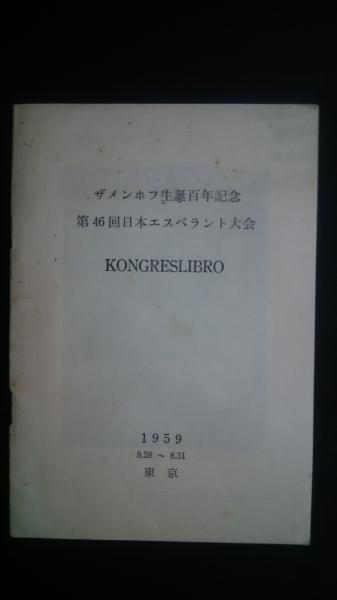 ザメンホフ生誕百年記念
第46回日本エスペラント大会
KONGRESLIBRO
1959
8.28 ～ 8.31
東京